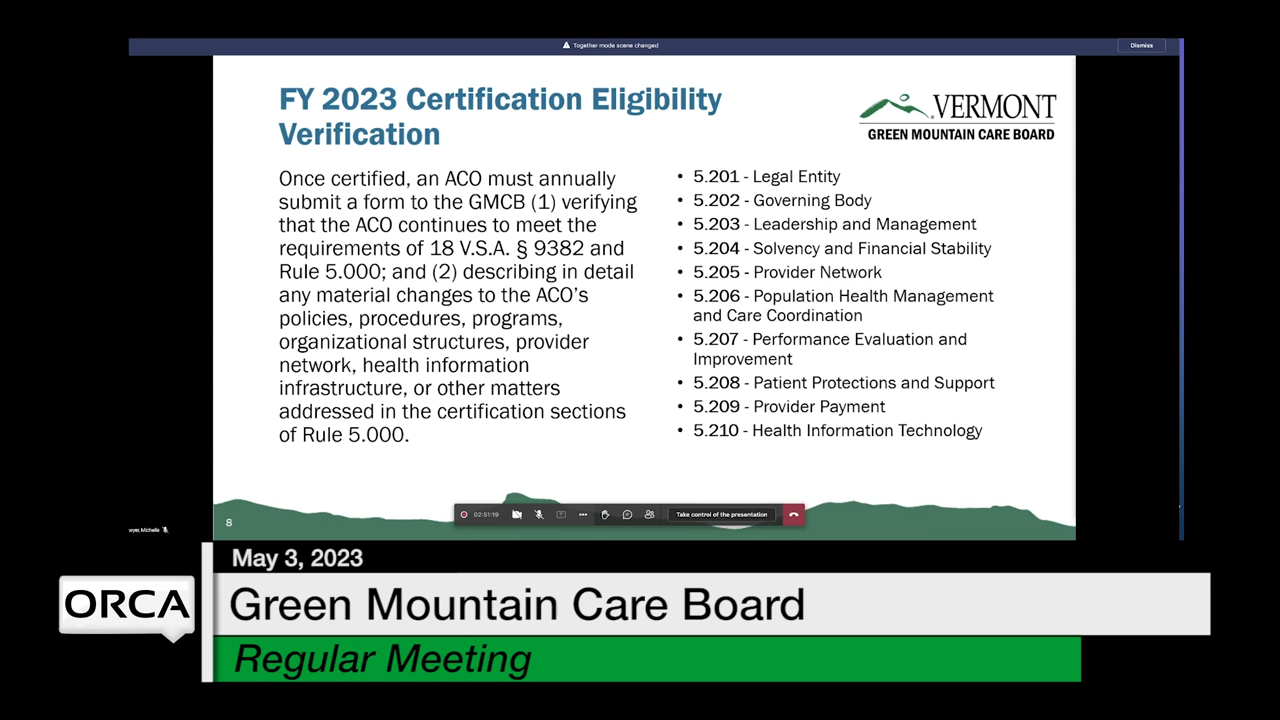 Together mode scene changed
Dismiss
FY 2023 Certification Eligibility
Verification
VERMONT
GREEN MOUNTAIN CARE BOARD
Once certified, an ACO must annually
submit a form to the GMCB (1) verifying
that the ACO continues to meet the
requirements of 18 V.S.A. § 9382 and
Rule 5.000; and (2) describing in detail
any material changes to the ACO’s
policies, procedures, programs,
organizational structures, provider
network, health information
infrastructure, or other matters
addressed in the certification sections
of Rule 5.000.
• 5.201 - Legal Entity
• 5.202 - Governing Body
• 5.203 - Leadership and Management
• 5.204 - Solvency and Financial Stability
• 5.205 - Provider Network
• 5.206 - Population Health Management
and Care Coordination
• 5.207 - Performance Evaluation and
Improvement
• 5.208 - Patient Protections and Support
• 5.209 - Provider Payment
• 5.210 - Health Information Technology
8
02:51:19
Take control of the presentation
Michelle
May 3, 2023
ORCA
Green Mountain Care Board
Regular Meeting